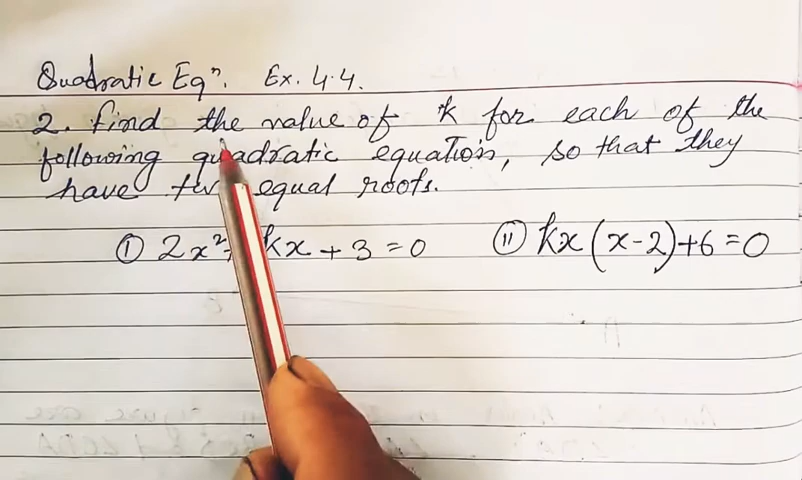 Quadratic Eqⁿ. Ex. 4.4.
2. find the value of k for each of the
following quadratic equation, so that they
have equal roots.
① 2x² + kx + 3 = 0 ⑪ kx (x - 2) + 6 = 0